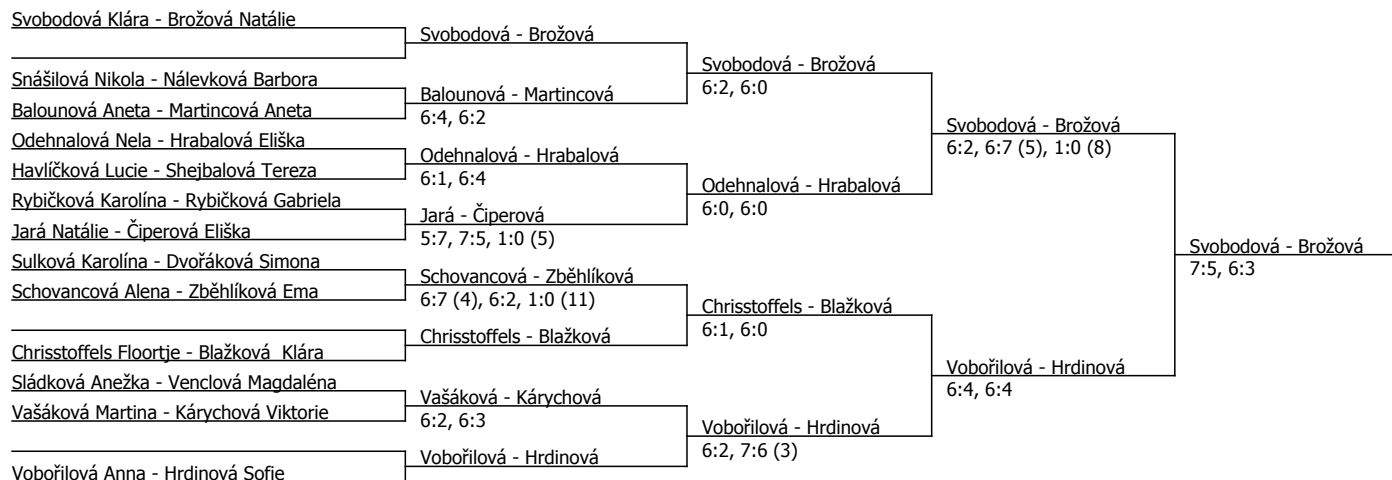 Svobodová Klára - Brožová Natálie
Snášilová Nikola - Nálevková Barbora
Balounová Aneta - Martincová Aneta
Odehnalová Nela - Hrabalová Eliška
Havlíčková Lucie - Shejbalová Tereza
Rybičková Karolína - Rybičková Gabriela
Jará Natálie - Čiperová Eliška
Sulková Karolína - Dvořáková Simona
Schovancová Alena - Zběhlíková Ema
Chrisstoffels Floortje - Blažková  Klára
Sládková Anežka - Venclová Magdaléna
Vašáková Martina - Kárychová Viktorie
Vobořilová Anna - Hrdinová Sofie
Svobodová - Brožová
Balounová - Martincová
6:4, 6:2
Odehnalová - Hrabalová
6:1, 6:4
Jará - Čiperová
5:7, 7:5, 1:0 (5)
Schovancová - Zběhlíková
6:7 (4), 6:2, 1:0 (11)
Chrisstoffels - Blažková
Vašáková - Kárychová
6:2, 6:3
Vobořilová - Hrdinová
Svobodová - Brožová
6:2, 6:0
Odehnalová - Hrabalová
6:0, 6:0
Chrisstoffels - Blažková
6:1, 6:0
Vobořilová - Hrdinová
6:2, 7:6 (3)
Svobodová - Brožová
6:2, 6:7 (5), 1:0 (8)
Vobořilová - Hrdinová
6:4, 6:4
Svobodová - Brožová
7:5, 6:3